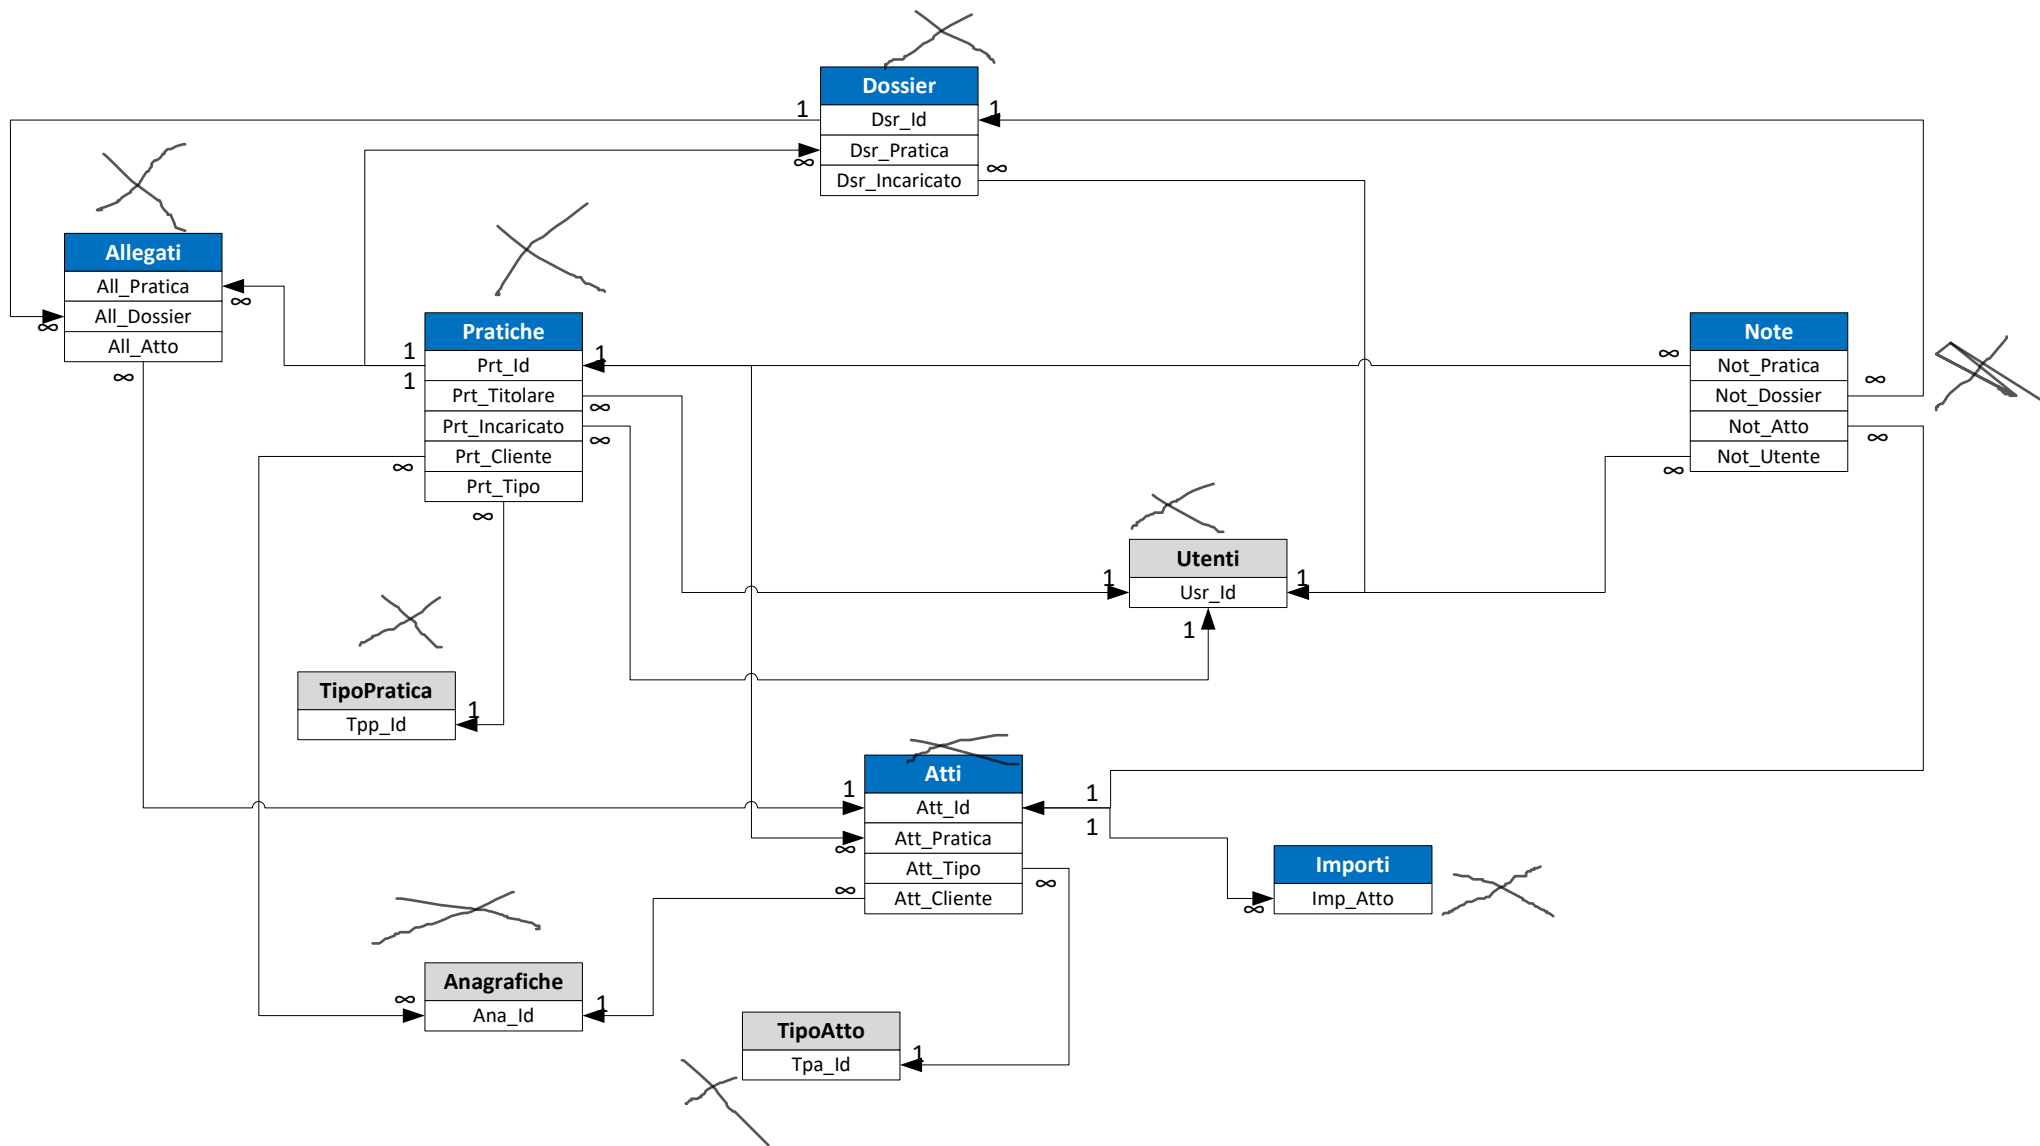 Dossier
1
Dsr_Id
1
Dsr_Pratica
∞
∞
Dsr_Incaricato
Allegati
All_Pratica
∞
All_Dossier
∞
All_Atto
∞
Pratiche
1
Prt_Id
1
1
Prt_Titolare
∞
Prt_Incaricato
∞
Prt_Cliente
∞
Prt_Tipo
∞
Note
∞
Not_Pratica
∞
Not_Dossier
Not_Atto
∞
Not_Utente
∞
Utenti
1
Usr_Id
1
1
TipoPratica
Tpp_Id
1
Atti
1
Att_Id
1
1
Att_Pratica
∞
Att_Tipo
∞
∞
Att_Cliente
Importi
Imp_Atto
∞
Anagrafiche
∞
Ana_Id
1
TipoAtto
Tpa_Id
1